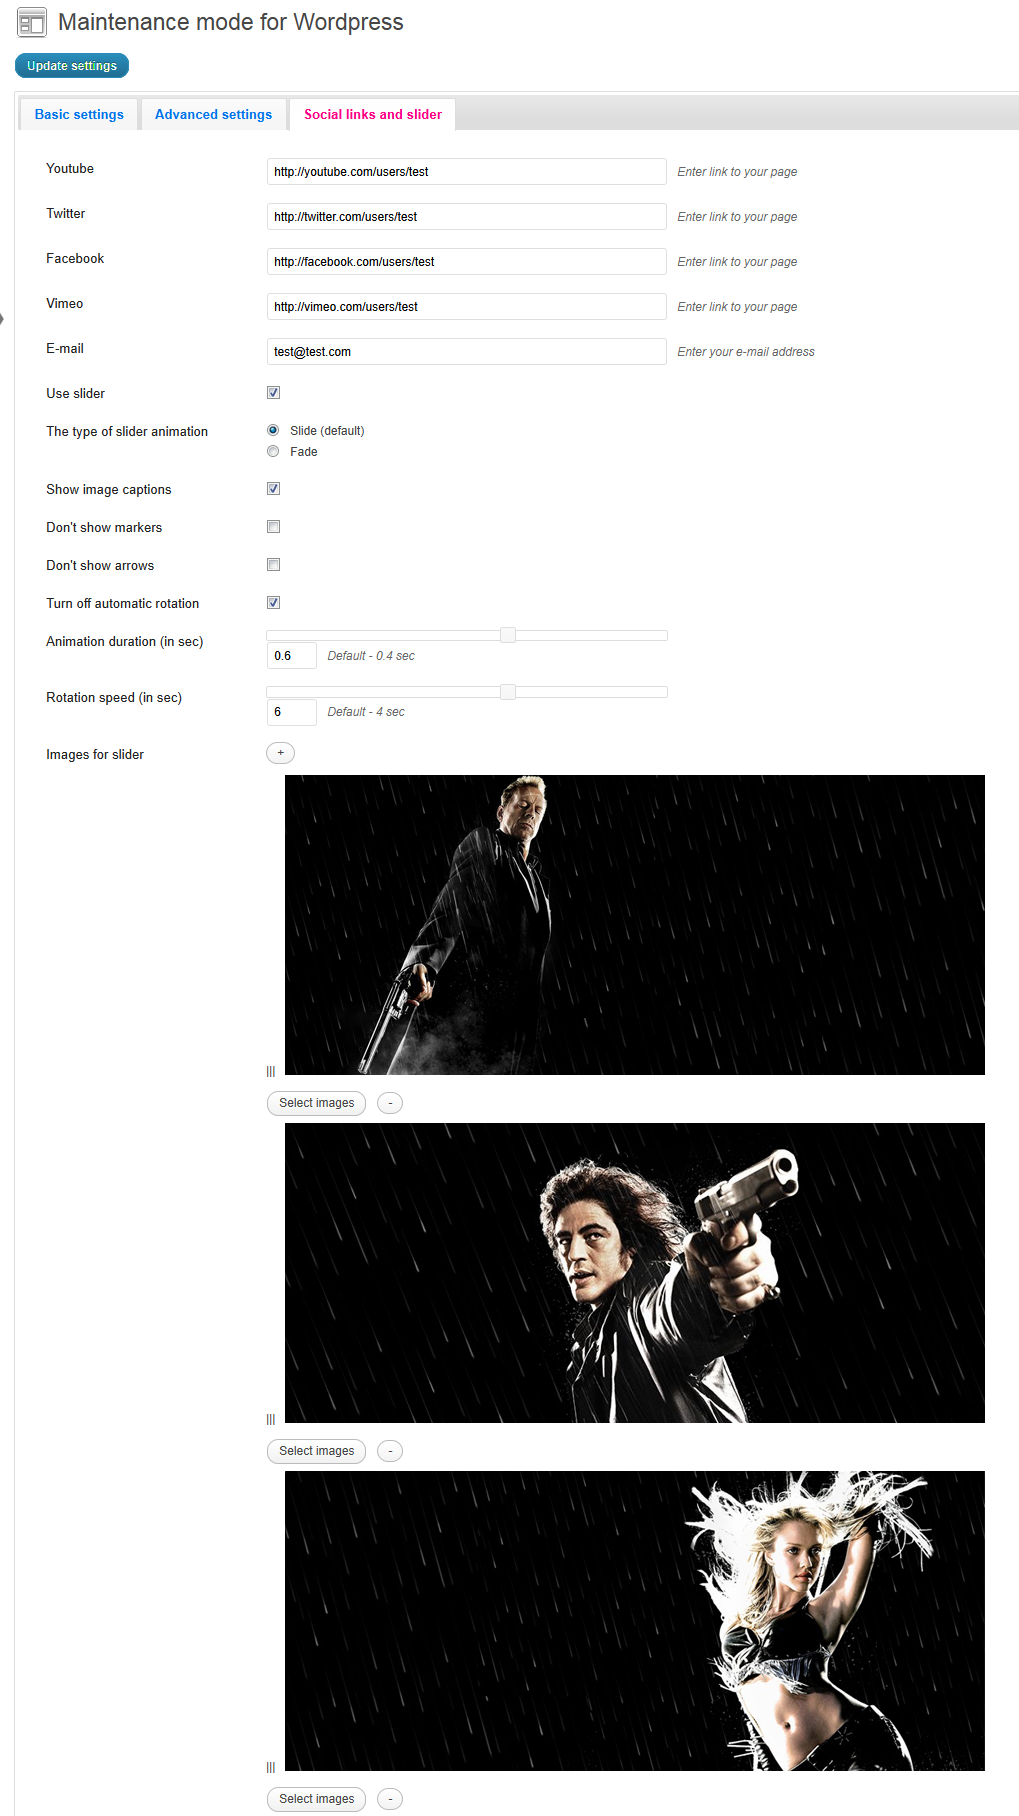 Maintenance mode for Wordpress
Update settings
Basic settings
Advanced settings
Social links and slider
Youtube
http://youtube.com/users/test
Enter link to your page
Twitter
http://twitter.com/users/test
Enter link to your page
Facebook
http://facebook.com/users/test
Enter link to your page
Vimeo
http://vimeo.com/users/test
Enter link to your page
E-mail
test@test.com
Enter your e-mail address
Use slider
The type of slider animation
Slide (default)
Fade
Show image captions
Don't show markers
Don't show arrows
Turn off automatic rotation
Animation duration (in sec)
0.6
Default - 0.4 sec
Rotation speed (in sec)
6
Default - 4 sec
Images for slider
+
Select images
-
Select images
-
Select images
-